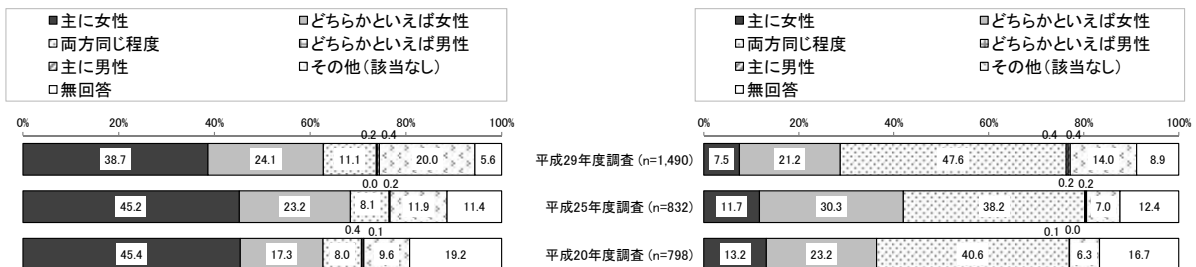 ■主に女性 ■どちらかといえば女性
□両方同じ程度 ■どちらかといえば男性
☑主に男性 □その他(該当なし)
□無回答
0% 20% 40% 60% 80% 100%
0.2 0.4
38.7 24.1 11.1 20.0 5.6
0.0 0.2
45.2 23.2 8.1 11.9 11.4
0.4 0.1
45.4 17.3 8.0 9.6 19.2
■主に女性 ■どちらかといえば女性
□両方同じ程度 ■どちらかといえば男性
☑主に男性 □その他(該当なし)
□無回答
0% 20% 40% 60% 80% 100%
0.4 0.4
平成29年度調査 (n=1,490) 7.5 21.2 47.6 14.0 8.9
0.2 0.2
平成25年度調査 (n=832) 11.7 30.3 38.2 7.0 12.4
0.1 0.0
平成20年度調査 (n=798) 13.2 23.2 40.6 6.3 16.7